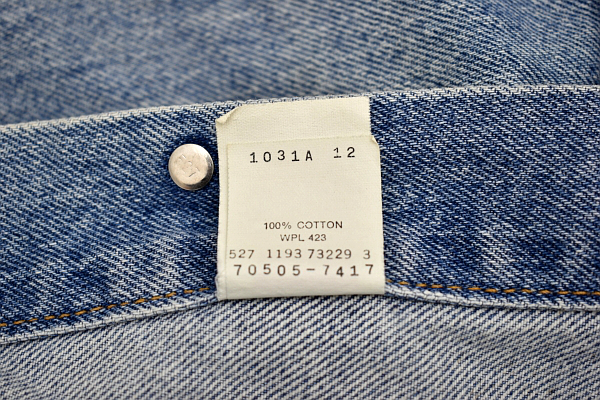 1031A 12
100% COTTON
WPL 423
527 1193 73229 3
70505-7417